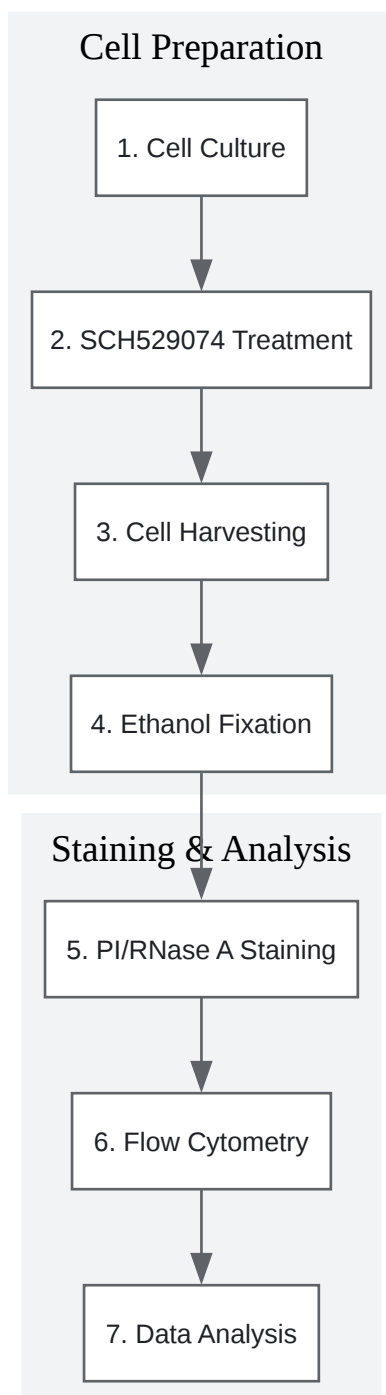 Cell Preparation
1. Cell Culture
2. SCH529074 Treatment
3. Cell Harvesting
4. Ethanol Fixation
Staining & Analysis
5. PI/RNase A Staining
6. Flow Cytometry
7. Data Analysis